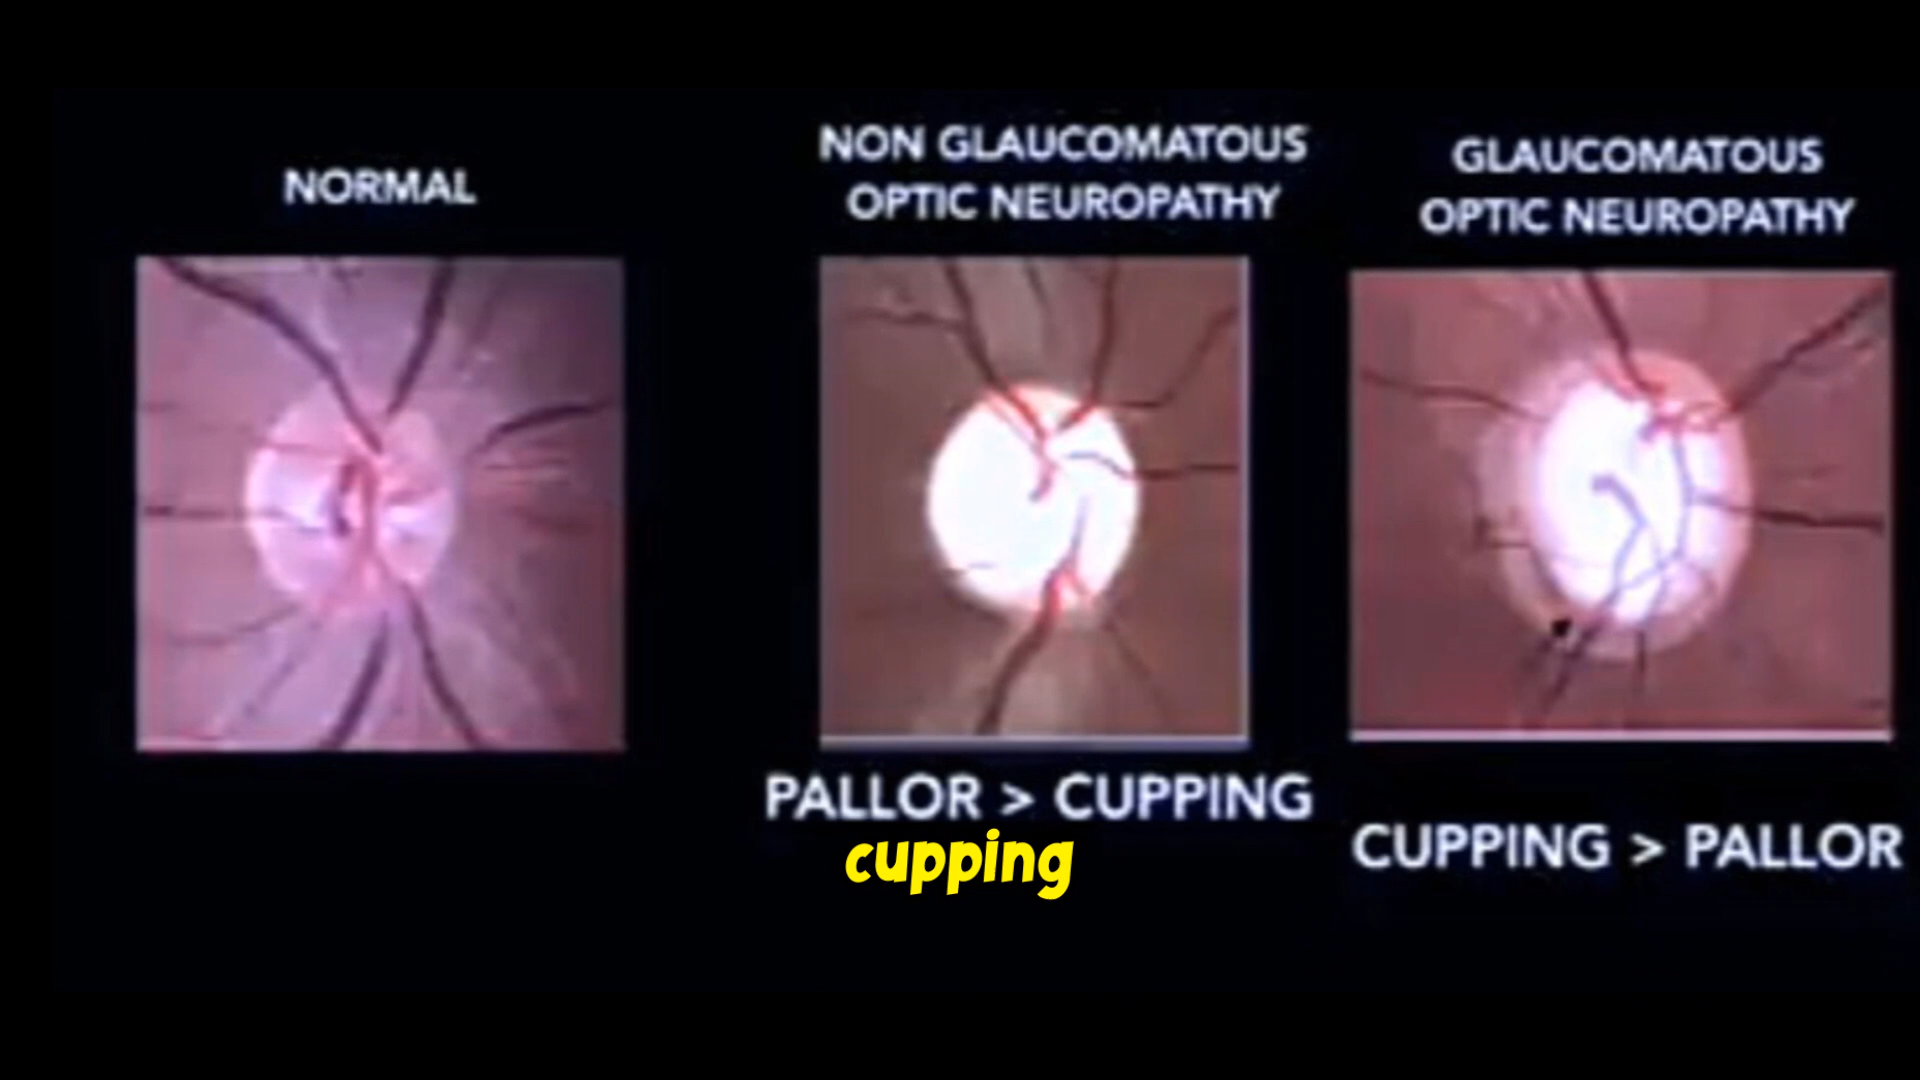 NORMAL
NON GLAUCOMATOUS
OPTIC NEUROPATHY
GLAUCOMATOUS
OPTIC NEUROPATHY
PALLOR > CUPPING
cupping
CUPPING > PALLOR